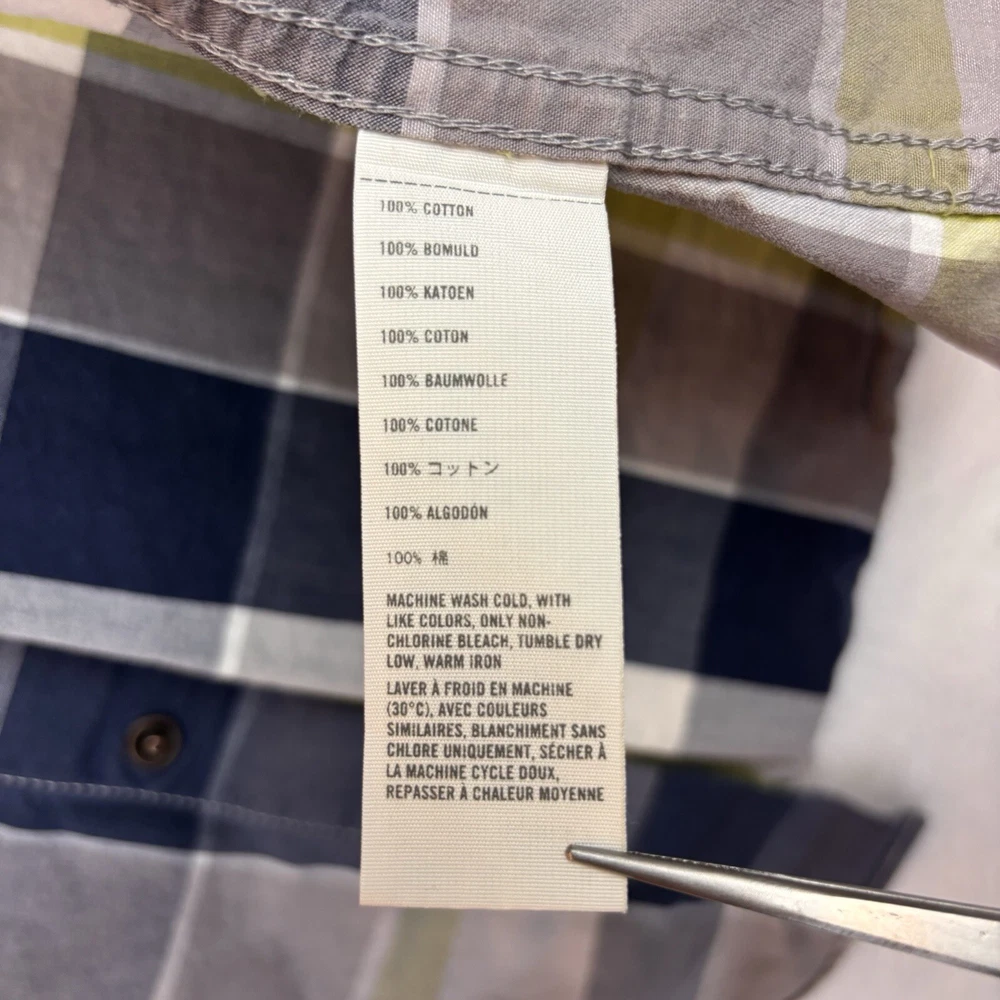 100% COTTON
100% BOMULD
100% KATOEN
100% COTON
100% BAUMWOLLE
100% COTONE
100% コットン
100% ALGODÓN
100% 棉
MACHINE WASH COLD, WITH
LIKE COLORS, ONLY NON-
CHLORINE BLEACH, TUMBLE DRY
LOW, WARM IRON
LAVER À FROID EN MACHINE
(30°C), AVEC COULEURS
SIMILAIRES, BLANCHIMENT SANS
CHLORE UNIQUEMENT, SÉCHER À
LA MACHINE CYCLE DOUX,
REPASSER À CHALEUR MOYENNE